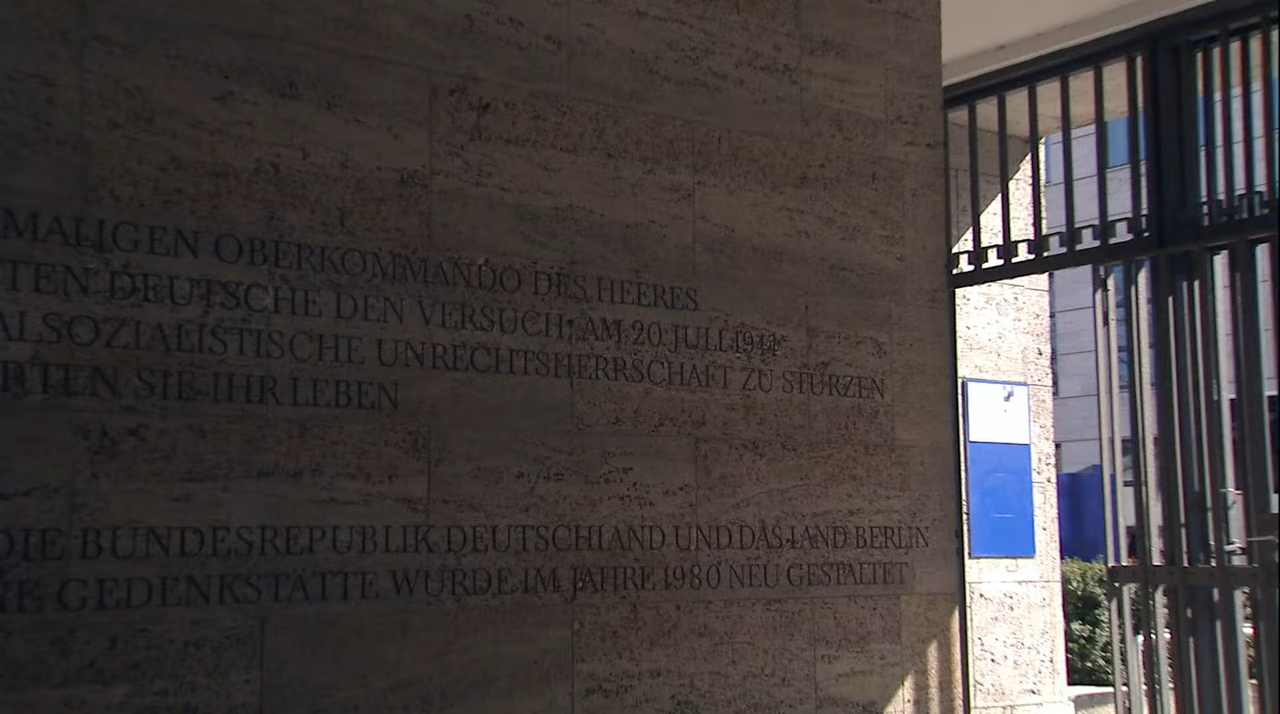 MALIGEN OBERKOMMANDO DES HEERES
TEN DEUTSCHE DEN VERSUCH, AM 20. JULI 1944
ALSOZIALISTISCHE UNRECHTSHERRSCHAFT ZU STÜRZEN
RTEN SIE IHR LEBEN
DIE BUNDESREPUBLIK DEUTSCHLAND UND DAS LAND BERLIN
GEDENKSTÄTTE WURDE IM JAHRE 1980 NEU GESTALTET